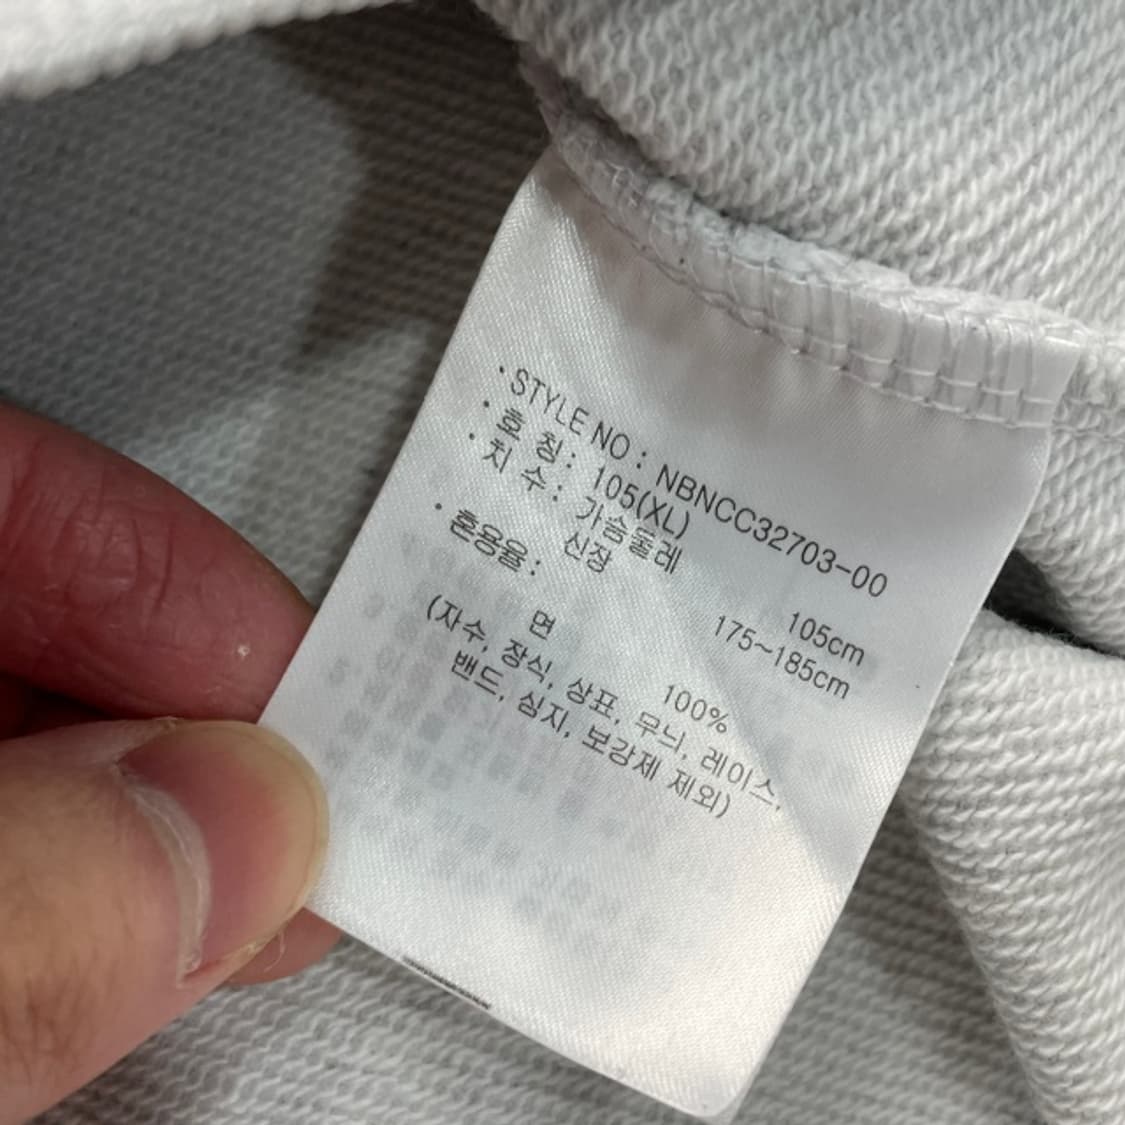 · STYLE NO : NBNCC32703-00
· 호 칭 : 105(XL)
· 치 수 : 가슴둘레 105cm
신장 175~185cm
· 혼용율 :
면 100%
(자수, 장식, 상표, 무늬, 레이스,
밴드, 심지, 보강제 제외)